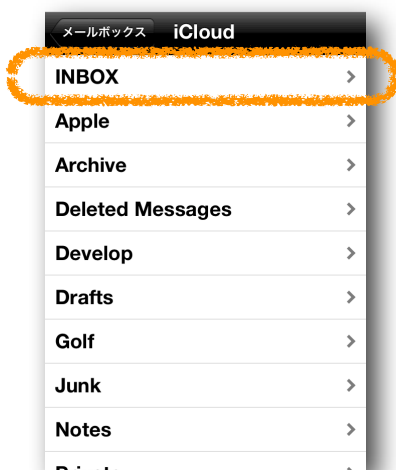 メールボックス iCloud
INBOX
Apple
Archive
Deleted Messages
Develop
Drafts
Golf
Junk
Notes